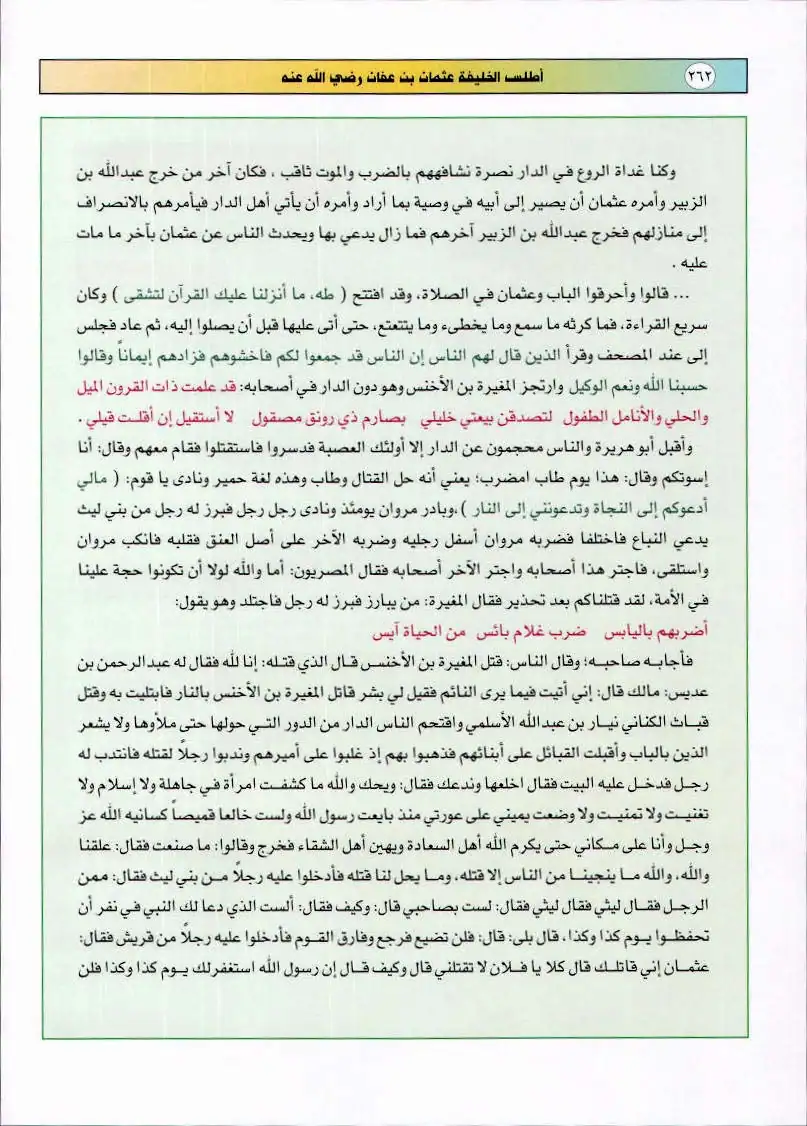 ٢٦٢
أطلس الخليفة عثمان بن عفان رضي الله عنه
وكنا غداة الروع في الدار نصرة نشافههم بالضرب والموت ثاقب ، فكان آخر من خرج عبدالله بن
الزبير وأمره عثمان أن يصير إلى أبيه في وصية بما أراد وأمره أن يأتي أهل الدار فيأمرهم بالانصراف
إلى منازلهم فخرج عبدالله بن الزبير آخرهم فما زال يدعي بها ويحدث الناس عن عثمان بآخر ما مات
عليه .
... قالوا وأحرقوا الباب وعثمان في الصلاة، وقد افتتح ( طه، ما أنزلنا عليك القرآن لتشقى ) وكان
سريع القراءة، فما كرثه ما سمع وما يخطىء وما يتتعتع، حتى أتى عليها قبل أن يصلوا إليه، ثم عاد فجلس
إلى عند المصحف وقرأ الذين قال لهم الناس إن الناس قد جمعوا لكم فاخشوهم فزادهم إيماناً وقالوا
حسبنا الله ونعم الوكيل وارتجز المغيرة بن الأخنس وهو دون الدار في أصحابه: قد علمت ذات القرون الميل
والحلي والأنامل الطفول لتصدقن بيعتي خليلي بصارم ذي رونق مصقول لا أستقيل إن أقلت قيلي .
وأقبل أبو هريرة والناس محجمون عن الدار إلا أولئك العصبة فدسروا فاستقتلوا فقام معهم وقال: أنا
إسوتكم وقال: هذا يوم طاب امضرب؛ يعني أنه حل القتال وطاب وهذه لغة حمير ونادى يا قوم: ( مالي
أدعوكم إلى النجاة وتدعونني إلى النار )،وبادر مروان يومئذ ونادى رجل رجل فبرز له رجل من بني ليث
يدعي النباع فاختلفا فضربه مروان أسفل رجليه وضربه الآخر على أصل العنق فقلبه فانكب مروان
واستلقى، فاجتر هذا أصحابه واجتر الآخر أصحابه فقال المصريون: أما والله لولا أن تكونوا حجة علينا
في الأمة، لقد قتلناكم بعد تحذير فقال المغيرة: من يبارز فبرز له رجل فاجتلد وهو يقول:
أضربهم باليابس ضرب غلام بائس من الحياة آيس
فأجابه صاحبه؛ وقال الناس: قتل المغيرة بن الأخنس قال الذي قتله: إنا لله فقال له عبدالرحمن بن
عديس: مالك قال: إني أتيت فيما يرى النائم فقيل لي بشر قاتل المغيرة بن الأخنس بالنار فابتليت به وقتل
قباث الكناني نيار بن عبدالله الأسلمي واقتحم الناس الدار من الدور التي حولها حتى ملأوها ولا يشعر
الذين بالباب وأقبلت القبائل على أبنائهم فذهبوا بهم إذ غلبوا على أميرهم وندبوا رجلاً لقتله فانتدب له
رجل فدخل عليه البيت فقال اخلعها وندعك فقال: ويحك والله ما كشفت امرأة في جاهلة ولا إسلام ولا
تغنيت ولا تمنيت ولا وضعت يميني على عورتي منذ بايعت رسول الله ولست خالعا قميصاً كسانيه الله عز
وجل وأنا على مكاني حتى يكرم الله أهل السعادة ويهين أهل الشقاء فخرج وقالوا: ما صنعت فقال: علقنا
والله، والله ما ينجينا من الناس إلا قتله، وما يحل لنا قتله فأدخلوا عليه رجلاً من بني ليث فقال: ممن
الرجل فقال ليثي فقال ليثي فقال: لست بصاحبي قال: وكيف فقال: ألست الذي دعا لك النبي في نفر أن
تحفظوا يوم كذا وكذا، قال بلى: قال: فلن تضيع فرجع وفارق القوم فأدخلوا عليه رجلاً من قريش فقال:
عثمان إني قاتلك قال كلا يا فلان لا تقتلني قال وكيف قال إن رسول الله استغفرلك يوم كذا وكذا فلن